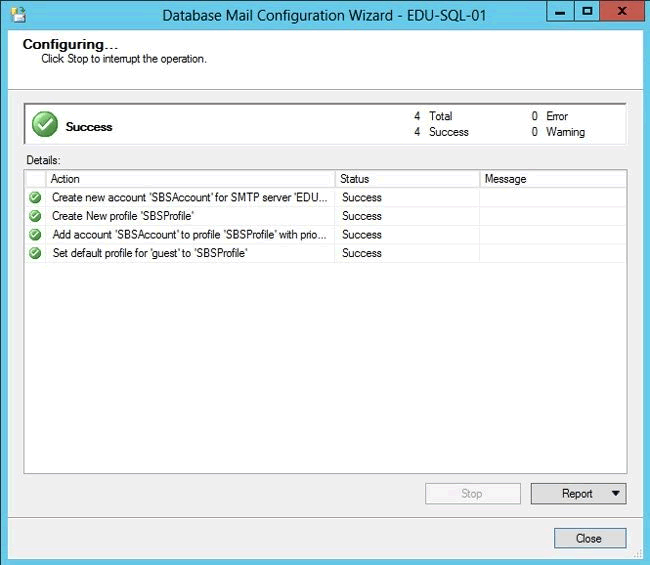 Database Mail Configuration Wizard - EDU-SQL-01
Configuring...
Click Stop to interrupt the operation.
Success
4 Total 0 Error
4 Success 0 Warning
Details:
Action Status Message
Create new account 'SBSAccount' for SMTP server 'EDU... Success
Create New profile 'SBSProfile' Success
Add account 'SBSAccount' to profile 'SBSProfile' with prio... Success
Set default profile for 'guest' to 'SBSProfile' Success
Stop Report
Close